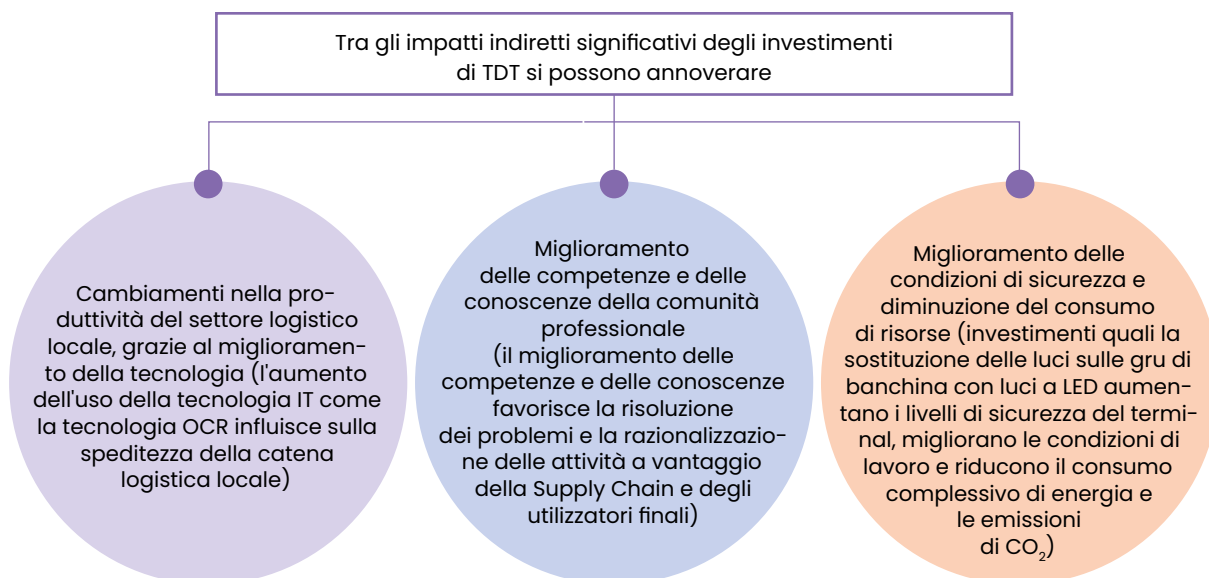 Tra gli impatti indiretti significativi degli investimenti
di TDT si possono annoverare
Cambiamenti nella pro-
duttività del settore logistico
locale, grazie al miglioramen-
to della tecnologia (l'aumento
dell'uso della tecnologia IT come
la tecnologia OCR influisce sulla
speditezza della catena
logistica locale)
Miglioramento
delle competenze e delle
conoscenze della comunità
professionale
(il miglioramento delle
competenze e delle conoscenze
favorisce la risoluzione
dei problemi e la razionalizzazio-
ne delle attività a vantaggio
della Supply Chain e degli
utilizzatori finali)
Miglioramento delle
condizioni di sicurezza e
diminuzione del consumo
di risorse (investimenti quali la
sostituzione delle luci sulle gru di
banchina con luci a LED aumen-
tano i livelli di sicurezza del termi-
nal, migliorano le condizioni di
lavoro e riducono il consumo
complessivo di energia e
le emissioni
di CO₂)